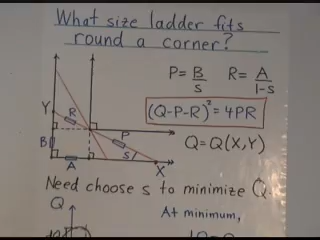 What size ladder fits
round a corner?
P = B/s    R = A/1-s
(Q-P-R)² = 4PR
Q = Q(X,Y)
Y
R
B
P
S
A
X
Need choose s to minimize Q.
Q
At minimum,